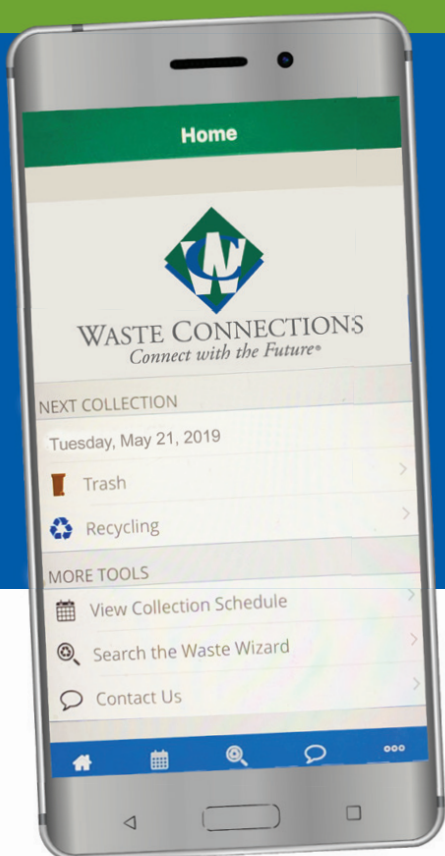 Home
WASTE CONNECTIONS
Connect with the Future®
NEXT COLLECTION
Tuesday, May 21, 2019
Trash
Recycling
MORE TOOLS
View Collection Schedule
Search the Waste Wizard
Contact Us